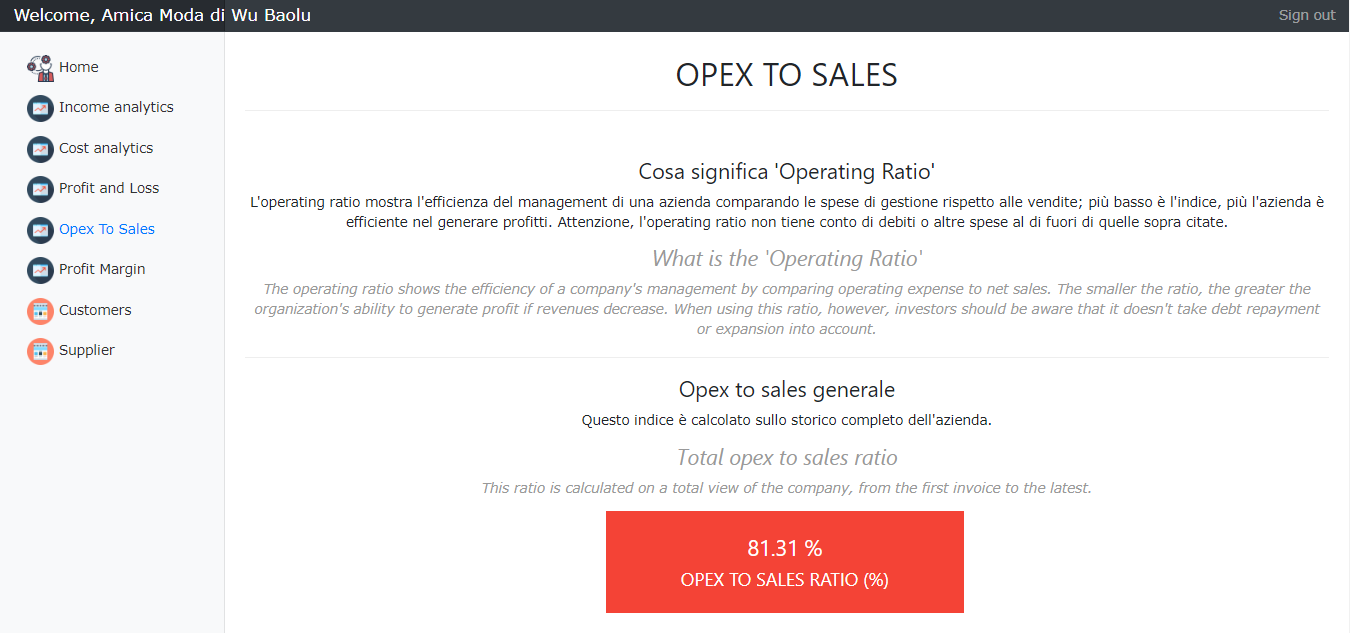 Welcome, Amica Moda di Wu Baolu
Sign out
Home
Income analytics
Cost analytics
Profit and Loss
Opex To Sales
Profit Margin
Customers
Supplier
OPEX TO SALES
Cosa significa 'Operating Ratio'
L'operating ratio mostra l'efficienza del management di una azienda comparando le spese di gestione rispetto alle vendite; più basso è l'indice, più l'azienda è
efficiente nel generare profitti. Attenzione, l'operating ratio non tiene conto di debiti o altre spese al di fuori di quelle sopra citate.
What is the 'Operating Ratio'
The operating ratio shows the efficiency of a company's management by comparing operating expense to net sales. The smaller the ratio, the greater the
organization's ability to generate profit if revenues decrease. When using this ratio, however, investors should be aware that it doesn't take debt repayment
or expansion into account.
Opex to sales generale
Questo indice è calcolato sullo storico completo dell'azienda.
Total opex to sales ratio
This ratio is calculated on a total view of the company, from the first invoice to the latest.
81.31 %
OPEX TO SALES RATIO (%)